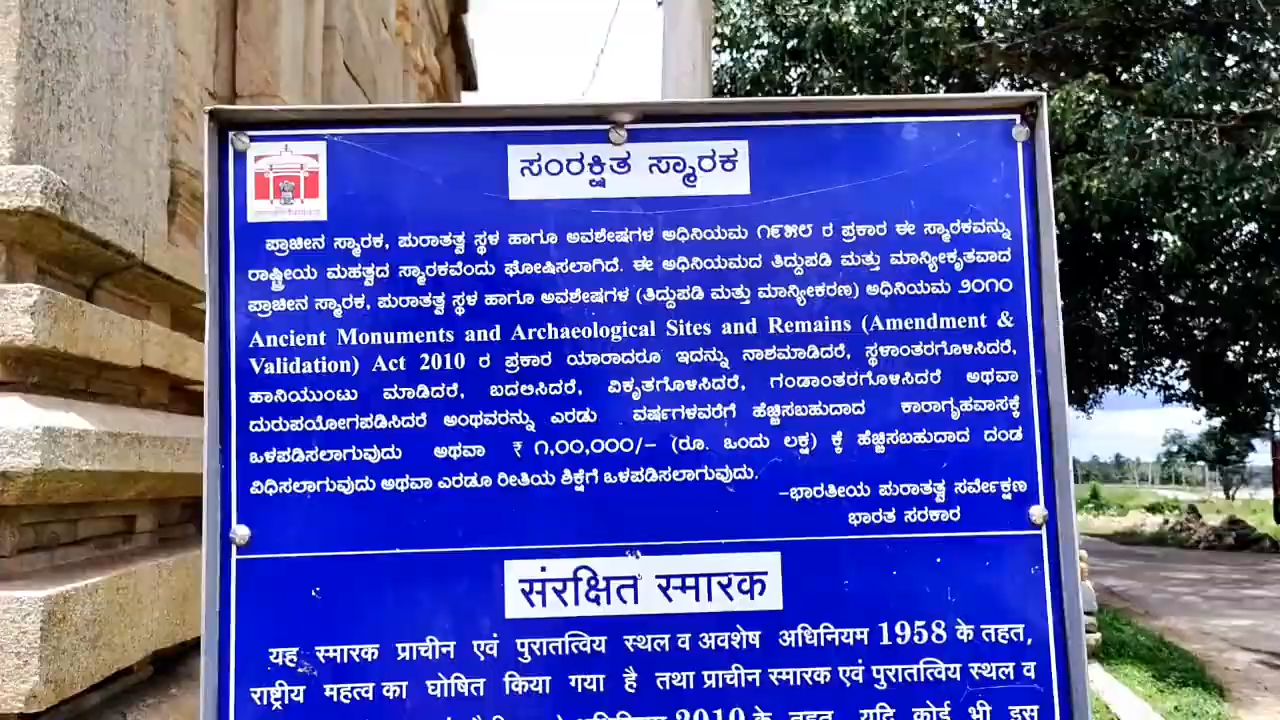 ಸಂರಕ್ಷಿತ ಸ್ಮಾರಕ
ಪ್ರಾಚೀನ ಸ್ಮಾರಕ, ಪುರಾತತ್ವ ಸ್ಥಳ ಹಾಗೂ ಅವಶೇಷಗಳ ಅಧಿನಿಯಮ ೧೯೫೮ ರ ಪ್ರಕಾರ ಈ ಸ್ಮಾರಕವನ್ನು
ರಾಷ್ಟ್ರೀಯ ಮಹತ್ವದ ಸ್ಮಾರಕವೆಂದು ಘೋಷಿಸಲಾಗಿದೆ. ಈ ಅಧಿನಿಯಮದ ತಿದ್ದುಪಡಿ ಮತ್ತು ಮಾನ್ಯೀಕೃತವಾದ
ಪ್ರಾಚೀನ ಸ್ಮಾರಕ, ಪುರಾತತ್ವ ಸ್ಥಳ ಹಾಗೂ ಅವಶೇಷಗಳ (ತಿದ್ದುಪಡಿ ಮತ್ತು ಮಾನ್ಯೀಕರಣ) ಅಧಿನಿಯಮ ೨೦೧೦
Ancient Monuments and Archaeological Sites and Remains (Amendment &
Validation) Act 2010 ರ ಪ್ರಕಾರ ಯಾರಾದರೂ ಇದನ್ನು ನಾಶಮಾಡಿದರೆ, ಸ್ಥಳಾಂತರಗೊಳಿಸಿದರೆ,
ಹಾನಿಯುಂಟು ಮಾಡಿದರೆ, ಬದಲಿಸಿದರೆ, ವಿಕೃತಗೊಳಿಸಿದರೆ, ಗಂಡಾಂತರಗೊಳಿಸಿದರೆ ಅಥವಾ
ದುರುಪಯೋಗಪಡಿಸಿದರೆ ಅಂಥವರನ್ನು ಎರಡು ವರ್ಷಗಳವರೆಗೆ ಹೆಚ್ಚಿಸಬಹುದಾದ ಕಾರಾಗೃಹವಾಸಕ್ಕೆ
ಒಳಪಡಿಸಲಾಗುವುದು ಅಥವಾ ₹ ೧,೦೦,೦೦೦/- (ರೂ. ಒಂದು ಲಕ್ಷ) ಕ್ಕೆ ಹೆಚ್ಚಿಸಬಹುದಾದ ದಂಡ
ವಿಧಿಸಲಾಗುವುದು ಅಥವಾ ಎರಡೂ ರೀತಿಯ ಶಿಕ್ಷೆಗೆ ಒಳಪಡಿಸಲಾಗುವುದು.
-ಭಾರತೀಯ ಪುರಾತತ್ವ ಸರ್ವೇಕ್ಷಣ
ಭಾರತ ಸರಕಾರ
संरक्षित स्मारक
यह स्मारक प्राचीन एवं पुरातत्विय स्थल व अवशेष अधिनियम 1958 के तहत,
राष्ट्रीय महत्व का घोषित किया गया है तथा प्राचीन स्मारक एवं पुरातत्विय स्थल व
2010 के तहत यदि कोई भी इस